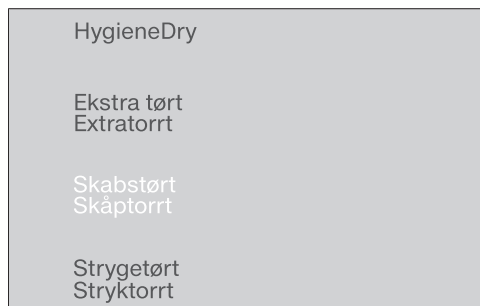 HygieneDry
Ekstra tørt
Extratorrt
Skabstørt
Skåptorrt
Strygetørt
Stryktorrt